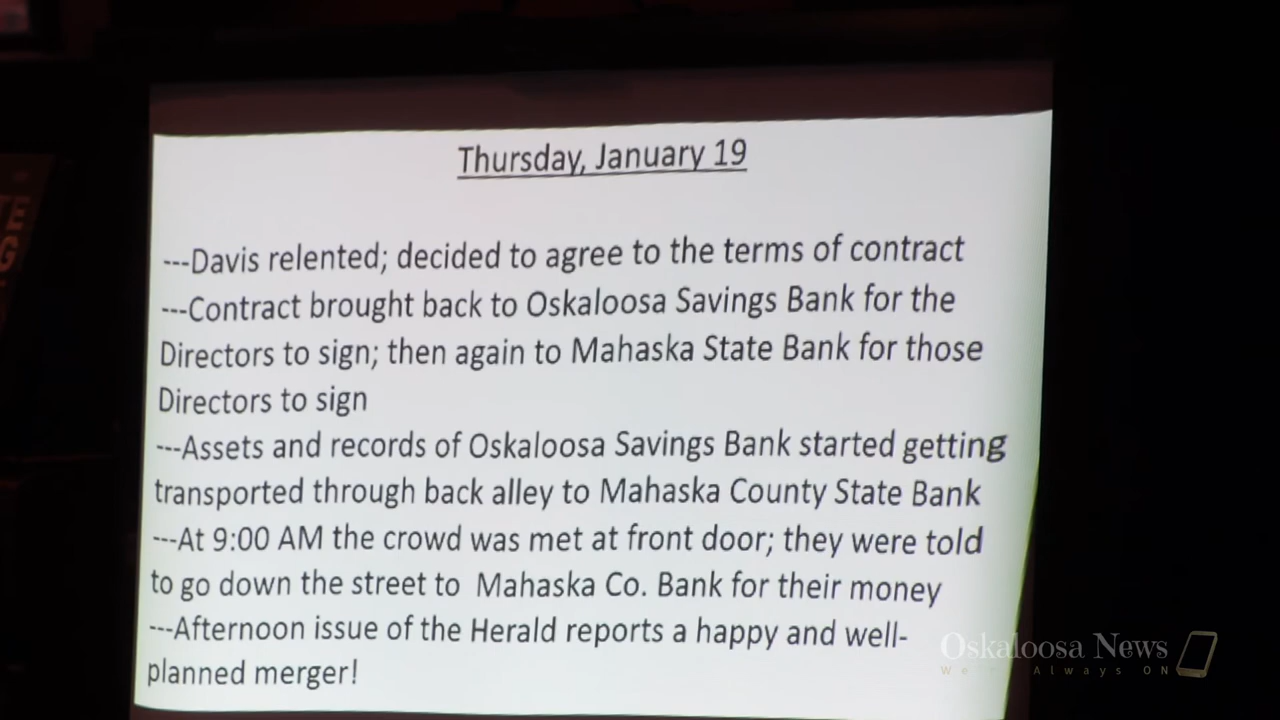 Thursday, January 19
---Davis relented; decided to agree to the terms of contract
---Contract brought back to Oskaloosa Savings Bank for the
Directors to sign; then again to Mahaska State Bank for those
Directors to sign
---Assets and records of Oskaloosa Savings Bank started getting
transported through back alley to Mahaska County State Bank
---At 9:00 AM the crowd was met at front door; they were told
to go down the street to Mahaska Co. Bank for their money
---Afternoon issue of the Herald reports a happy and well-
planned merger!
Oskaloosa News
Always ON